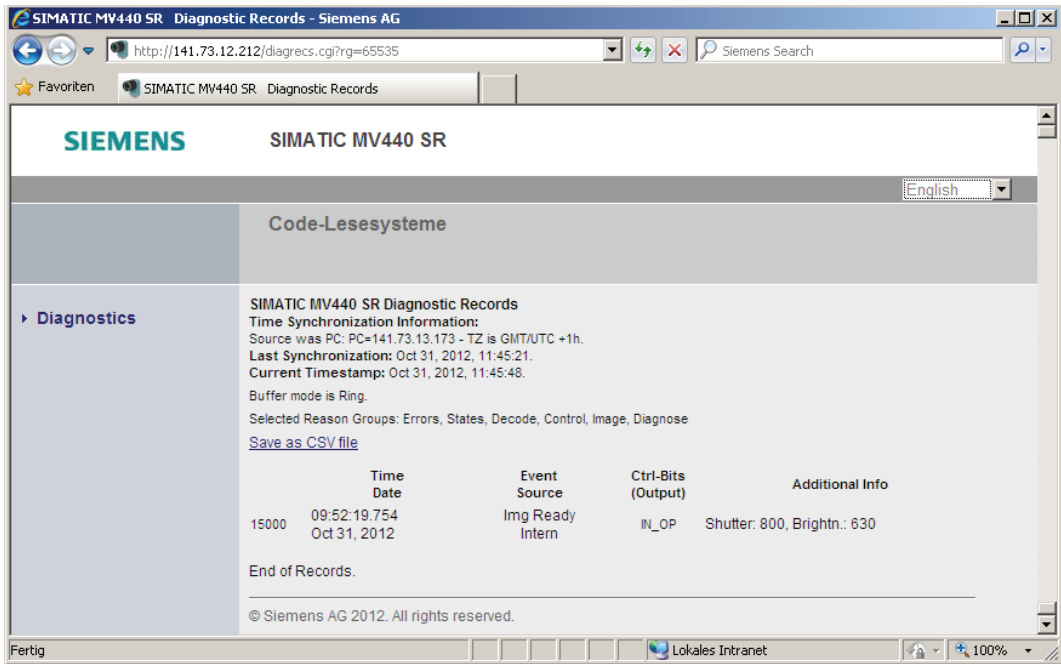 SIMATIC MV440 SR Diagnostic Records - Siemens AG
http://141.73.12.212/diagrecs.cgi?rg=65535
Siemens Search
Favoriten
SIMATIC MV440 SR Diagnostic Records
SIEMENS
SIMATIC MV440 SR
English
Code-Lesesysteme
Diagnostics
SIMATIC MV440 SR Diagnostic Records
Time Synchronization Information:
Source was PC: PC=141.73.13.173 - TZ is GMT/UTC +1h.
Last Synchronization: Oct 31, 2012, 11:45:21.
Current Timestamp: Oct 31, 2012, 11:45:48.
Buffer mode is Ring.
Selected Reason Groups: Errors, States, Decode, Control, Image, Diagnose
Save as CSV file
Time Event Ctrl-Bits Additional Info
Date Source (Output)
15000 09:52:19.754 Img Ready IN_OP Shutter: 800, Brightn.: 630
Oct 31, 2012 Intern
End of Records.
© Siemens AG 2012. All rights reserved.
Fertig Lokales Intranet 100%